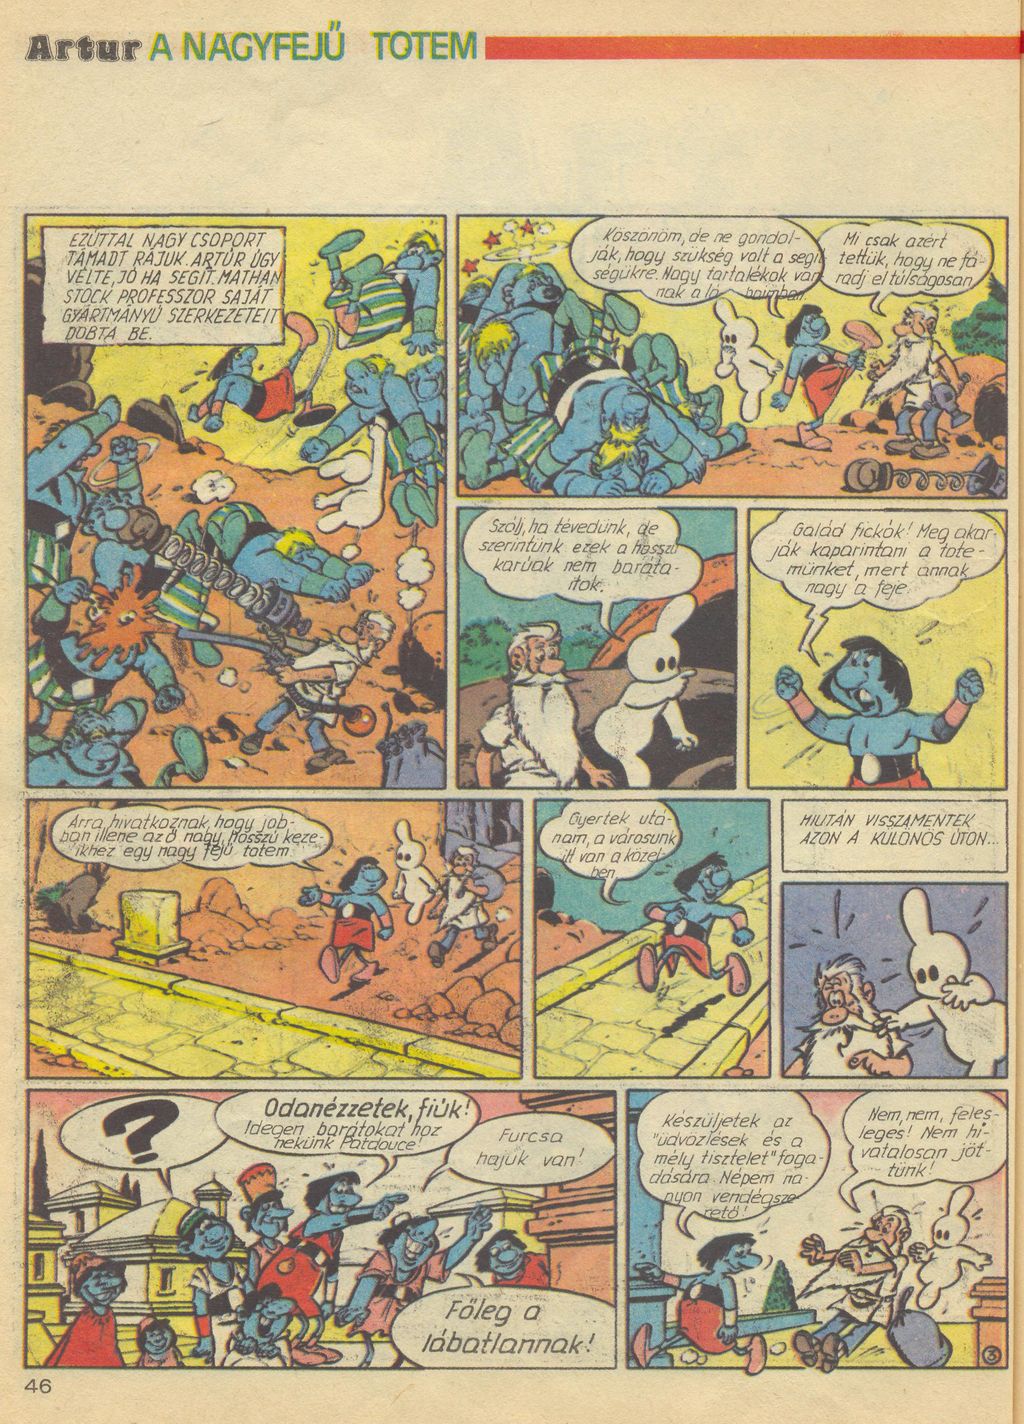 Artur A NAGYFEJŰ TOTEM
EZÚTTAL NAGY CSOPORT
TÁMADT RÁJUK. ARTÚR ÚGY
VÉLTE, JÓ HA SEGÍT. MATHAN
STOCK PROFESSZOR SAJÁT
GYÁRTMÁNYÚ SZERKEZETEIT
DOBTA BE.
Köszönöm, de ne gondol-
ják, hogy szükség volt a segít
ségükre. Nagy tartalékok van
nak a lá
Mi csak azért
tettük, hogy ne fá
radj el túlságosan
Szólj, ha tévedünk, de
szerintünk ezek a hosszú
karúak nem baráta-
itok.
Galád fickók! Meg akar-
ják kaparintani a tote-
münket, mert annak
nagy a feje.
Arra hivatkoznak, hogy job-
ban illene az ő nagy hosszú keze-
ikhez egy nagy fejű totem.
Gyertek utá-
nam, a városunk
itt van a közel
ben.
MIUTÁN VISSZAMENTEK
AZON A KÜLÖNÖS ÚTON...
?
Odanézzetek, fiúk!
Idegen barátokat hoz
nekünk Patdouce!
Furcsa
hajuk van!
Főleg a
lábatlannak!
Készüljetek az
"üdvözlések és a
mély tisztelet" foga-
dására. Népem na-
gyon vendégsze-
rető!
Nem, nem, feles-
leges! Nem hi-
vatalosan jöt-
tünk!
3
46